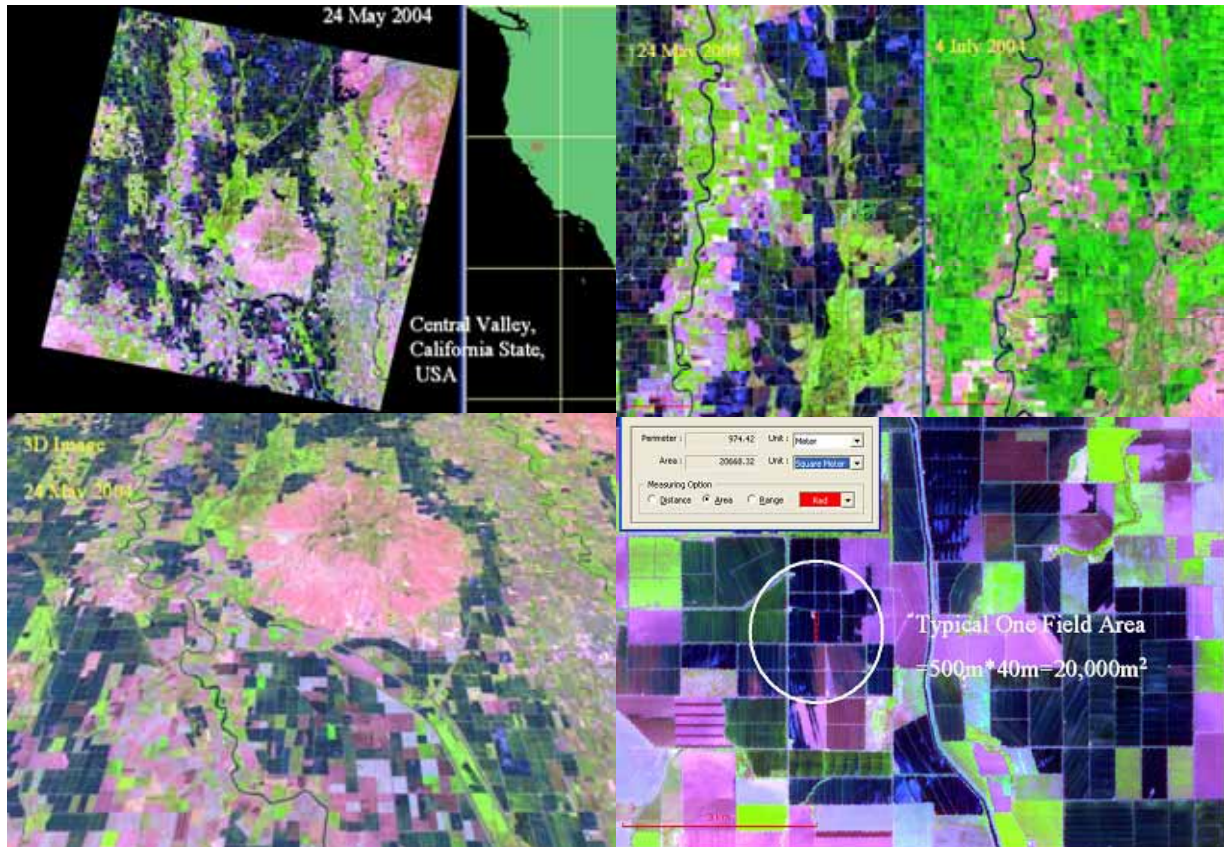 24 May 2004
Central Valley,
California State,
USA
24 May 2004
4 July 2004
3D Image
24 May 2004
Perimeter : 974.42 Unit : Meter
Area : 20668.32 Unit : Square Meter
Measuring Option
Distance Area Range Red
Typical One Field Area
=500m*40m=20,000m²